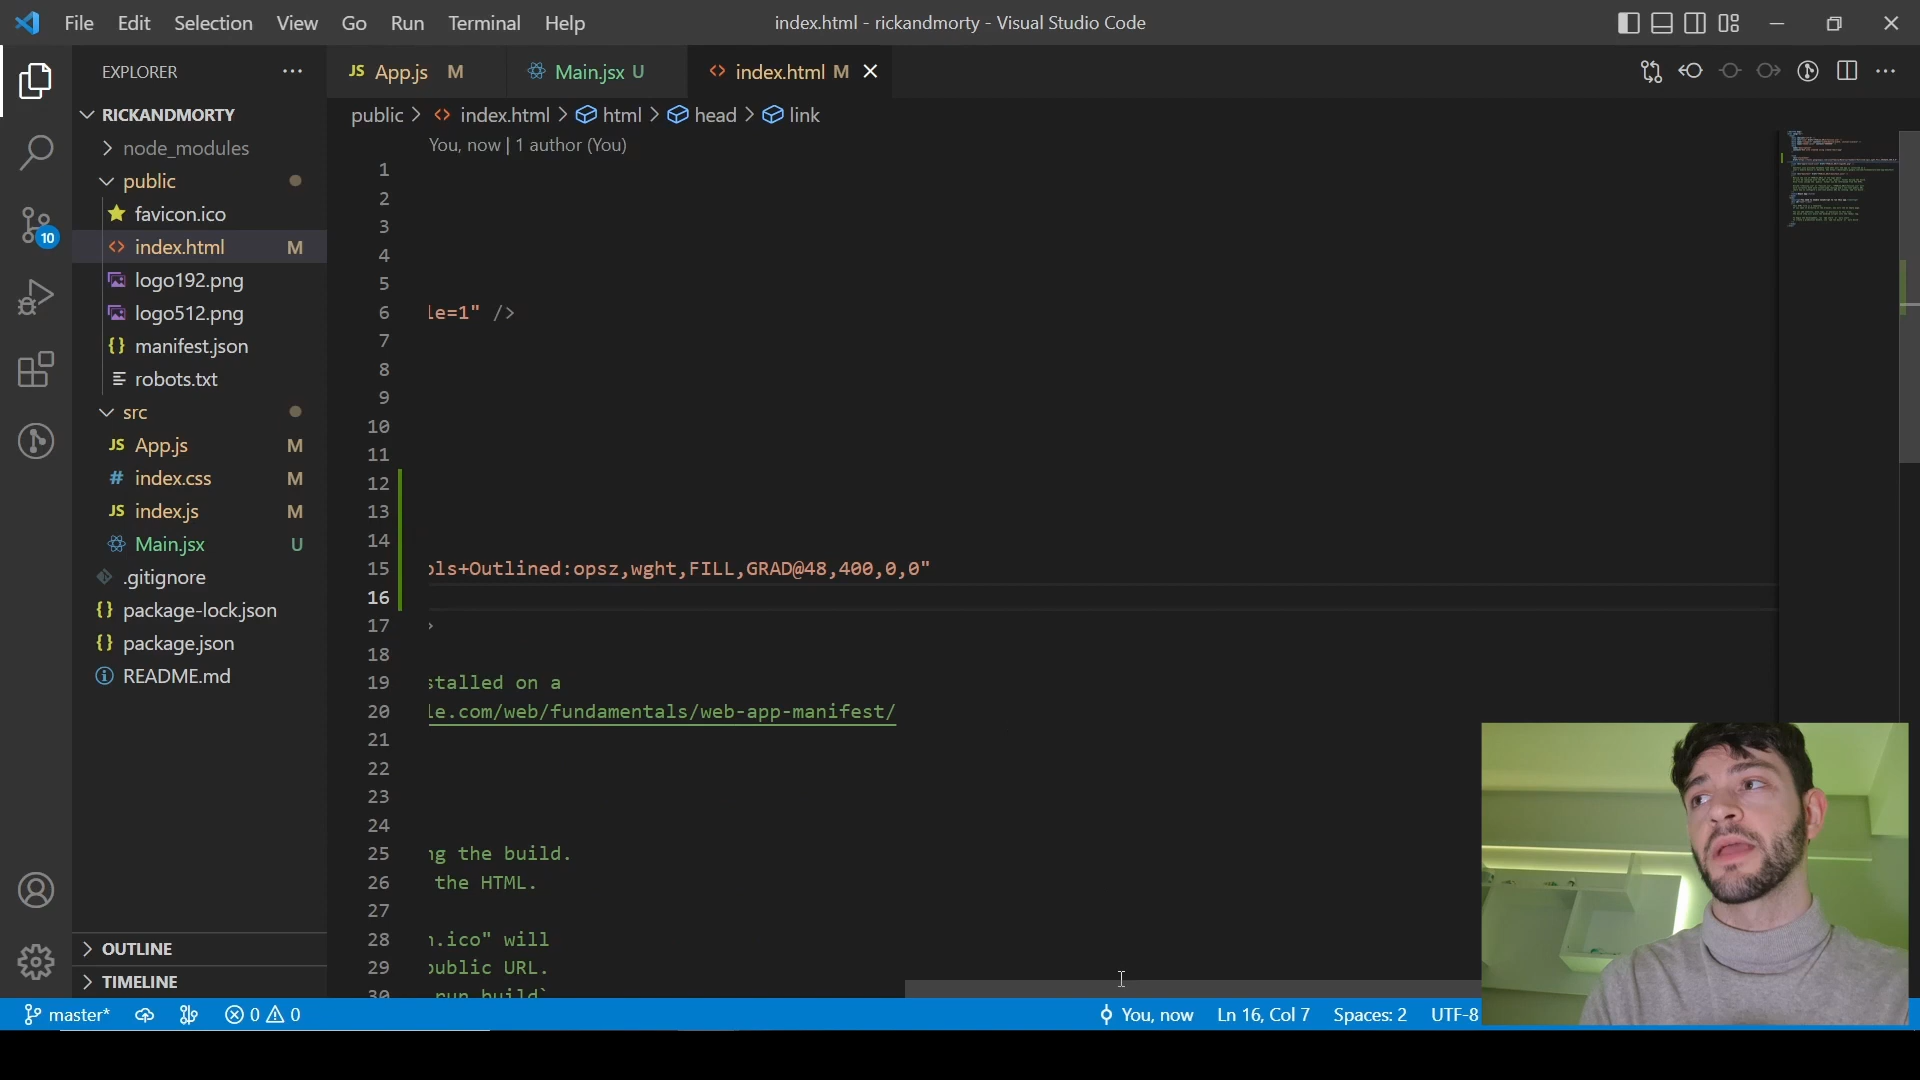 File Edit Selection View Go Run Terminal Help
index.html - rickandmorty - Visual Studio Code
EXPLORER
JS App.js M
Main.jsx U
<> index.html M
RICKANDMORTY
public > <> index.html > html > head > link
node_modules
You, now | 1 author (You)
public
favicon.ico
<> index.html M
logo192.png
logo512.png
{} manifest.json
robots.txt
src
JS App.js M
# index.css M
JS index.js M
Main.jsx U
.gitignore
{} package-lock.json
{} package.json
README.md
10
OUTLINE
TIMELINE
1
2
3
4
5
6 le=1" />
7
8
9
10
11
12
13
14
15 ols+Outlined:opsz,wght,FILL,GRAD@48,400,0,0"
16
17 >
18
19 stalled on a
20 le.com/web/fundamentals/web-app-manifest/
21
22
23
24
25 ng the build.
26 the HTML.
27
28 n.ico" will
29 public URL.
30 run build`
master* 0 0
You, now Ln 16, Col 7 Spaces: 2 UTF-8